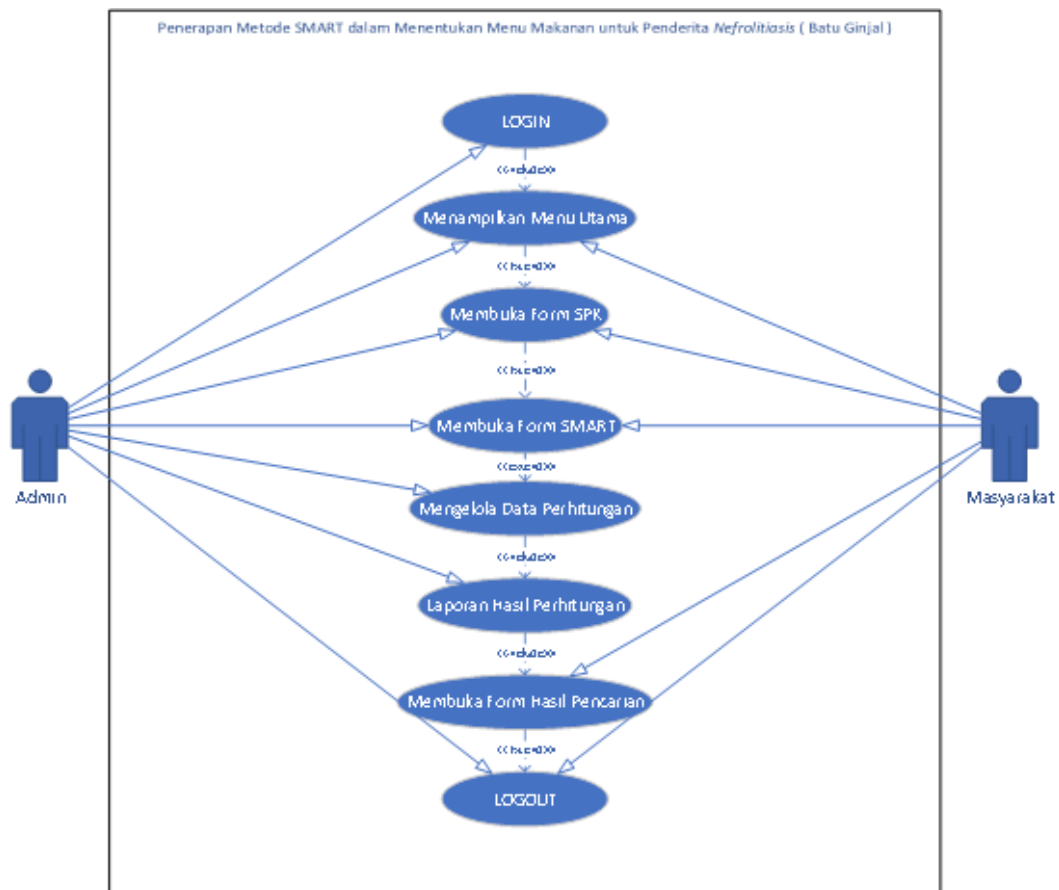 Penerapan Metode SMART dalam Menentukan Menu Makanan untuk Penderita Nefrolitiasis ( Batu Ginjal )
LOGIN
Menampilkan Menu Utama
Membuka Form SPK
Membuka Form SMART
Admin
Masyarakat
Mengelola Data Perhitungan
Laporan Hasil Perhitungan
Membuka Form Hasil Pencarian
LOGOUT